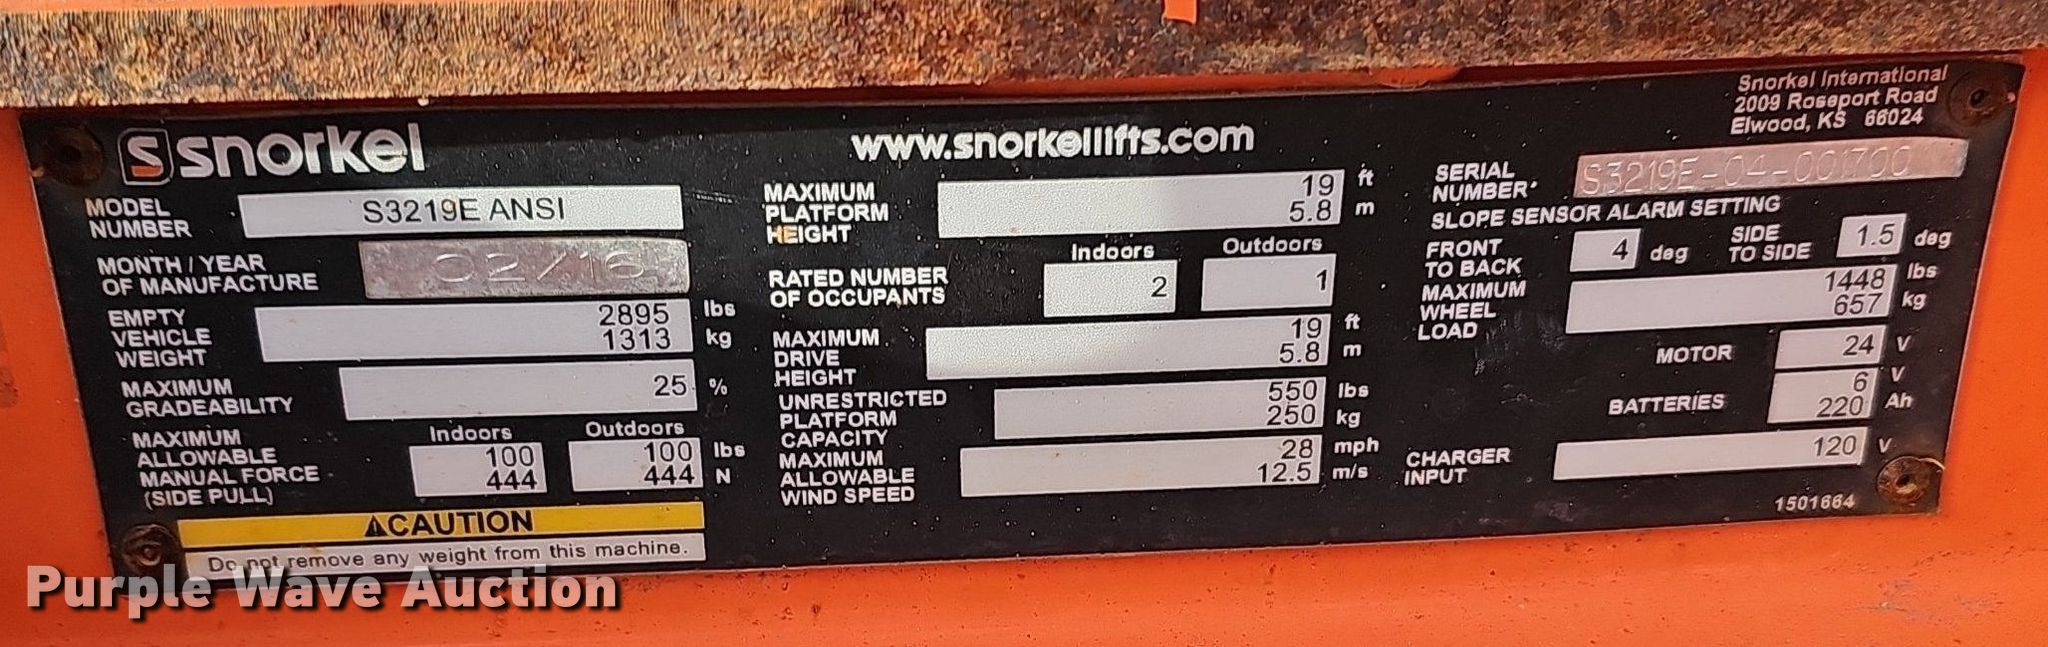 snorkel
MODEL NUMBER S3219E ANSI
MONTH / YEAR OF MANUFACTURE 02/16
EMPTY VEHICLE WEIGHT 2895 lbs 1313 kg
MAXIMUM GRADEABILITY 25 %
Indoors Outdoors
MAXIMUM ALLOWABLE MANUAL FORCE (SIDE PULL) 100 444 100 444 lbs N
CAUTION
Do not remove any weight from this machine.
www.snorkellifts.com
MAXIMUM PLATFORM HEIGHT 19 ft 5.8 m
Indoors Outdoors
RATED NUMBER OF OCCUPANTS 2 1
MAXIMUM DRIVE HEIGHT 19 ft 5.8 m
UNRESTRICTED PLATFORM CAPACITY 550 lbs 250 kg
MAXIMUM ALLOWABLE WIND SPEED 28 mph 12.5 m/s
Snorkel International
2009 Roseport Road
Elwood, KS 66024
SERIAL NUMBER S3219E-04-001700
SLOPE SENSOR ALARM SETTING
FRONT TO BACK 4 deg SIDE TO SIDE 1.5 deg
MAXIMUM WHEEL LOAD 1448 lbs 657 kg
MOTOR 24 V
BATTERIES 6 V 220 Ah
CHARGER INPUT 120 V
1501664
Purple Wave Auction